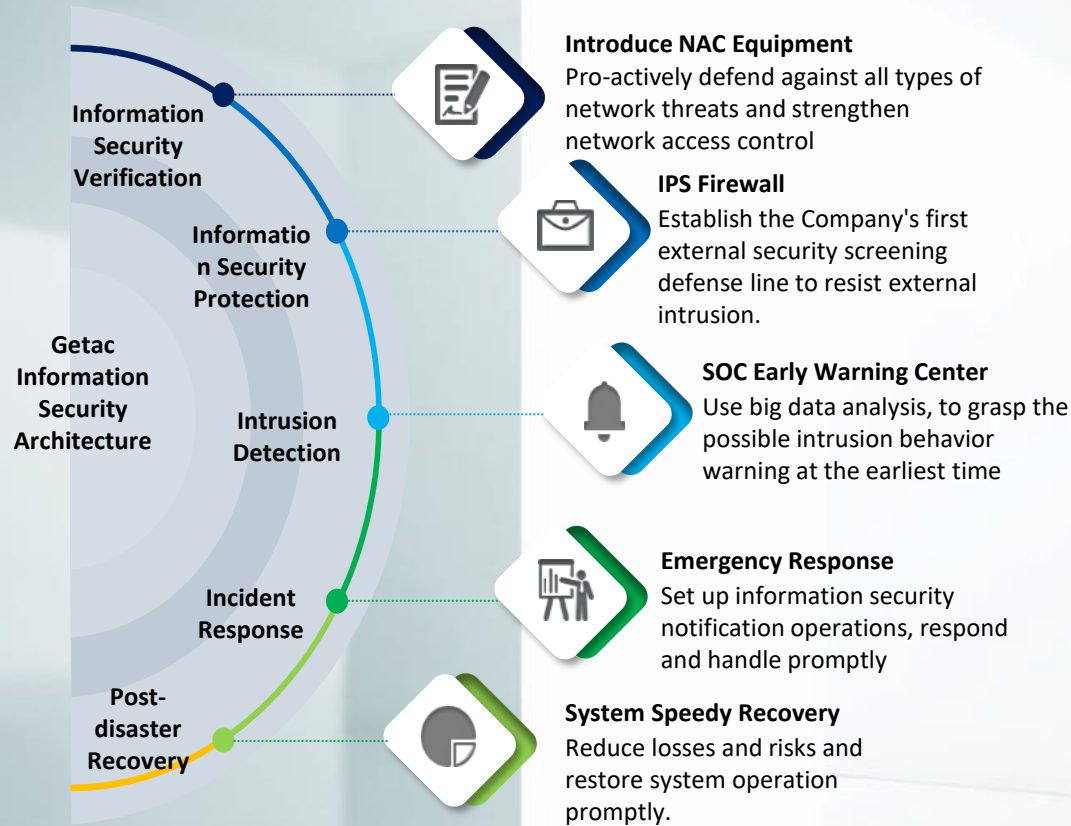 Getac
Information
Security
Architecture
Information
Security
Verification
Introduce NAC Equipment
Pro-actively defend against all types of
network threats and strengthen
network access control
Informatio
n Security
Protection
IPS Firewall
Establish the Company's first
external security screening
defense line to resist external
intrusion.
Intrusion
Detection
SOC Early Warning Center
Use big data analysis, to grasp the
possible intrusion behavior
warning at the earliest time
Incident
Response
Emergency Response
Set up information security
notification operations, respond
and handle promptly
Post-
disaster
Recovery
System Speedy Recovery
Reduce losses and risks and
restore system operation
promptly.